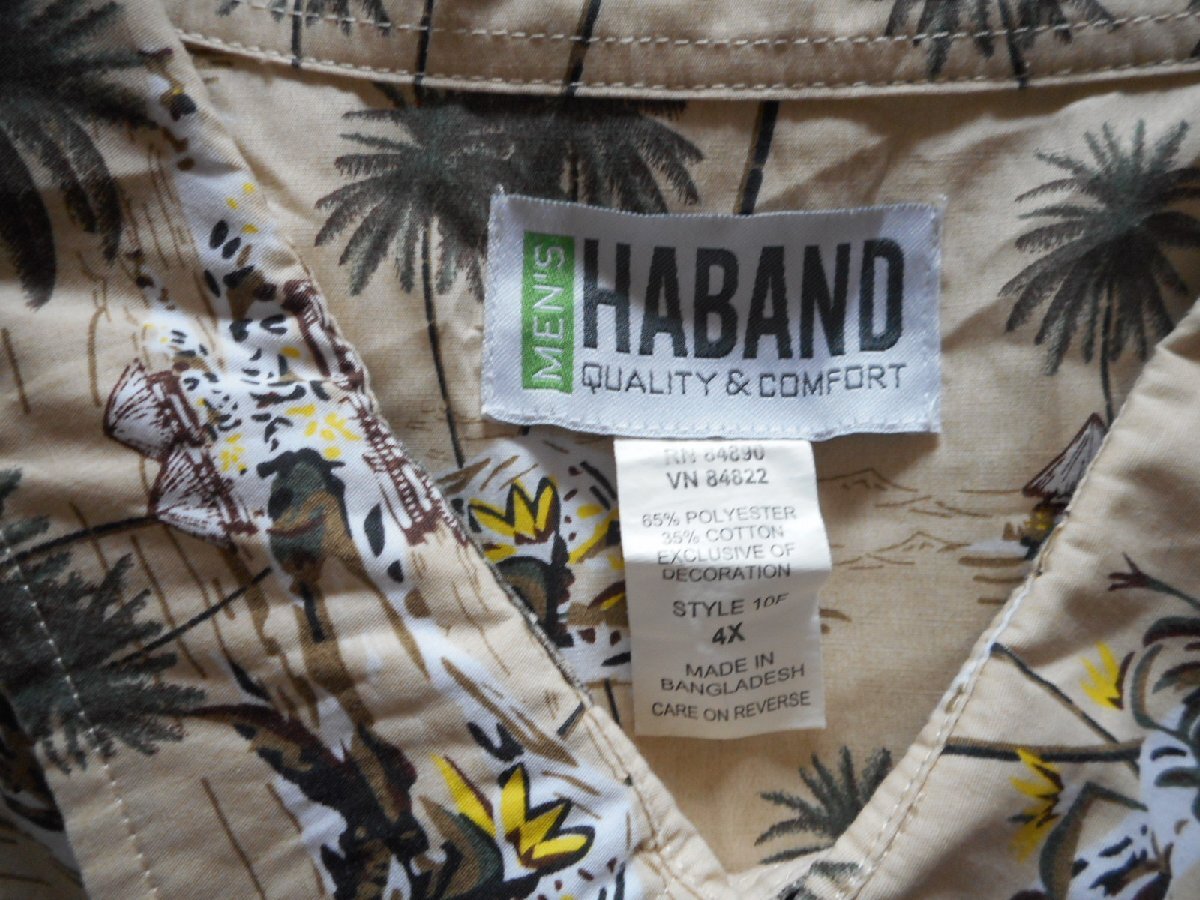 MEN'S
HABAND
QUALITY & COMFORT
RN 84890
VN 84822
65% POLYESTER
35% COTTON
EXCLUSIVE OF
DECORATION
STYLE 10F
4X
MADE IN
BANGLADESH
CARE ON REVERSE